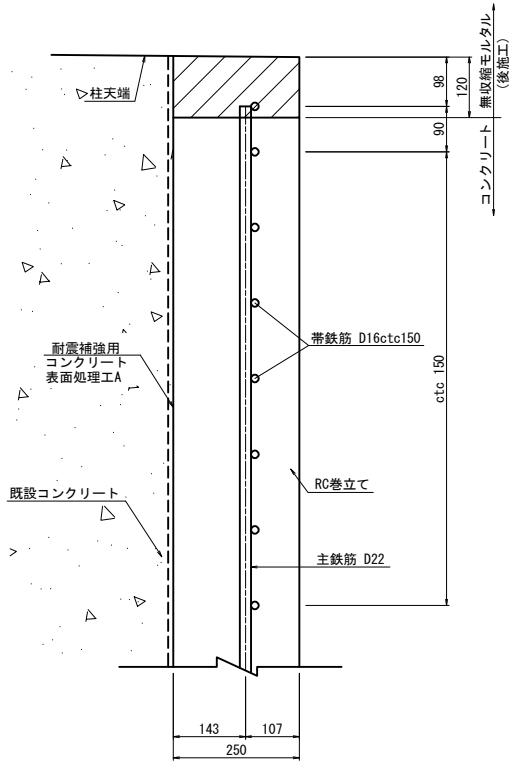 ▷柱天端
98
120
90
無収縮モルタル
(後施工)
コンクリート
耐震補強用
コンクリート
表面処理工A
帯鉄筋 D16ctc150
ctc 150
既設コンクリート
RC巻立て
主鉄筋 D22
143
107
250